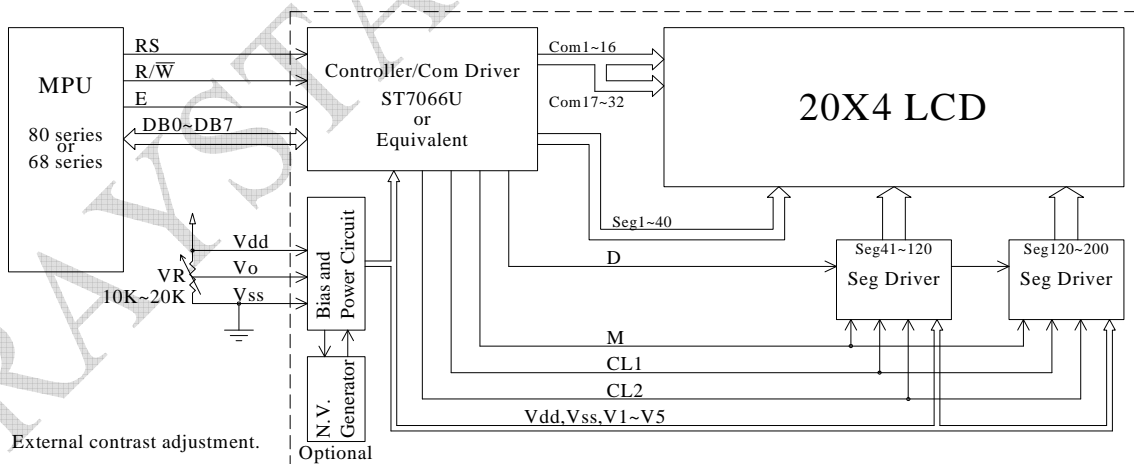 MPU
80 series
or
68 series
RS
R/W̅
E
DB0~DB7
Controller/Com Driver
ST7066U
or
Equivalent
Com1~16
Com17~32
20X4 LCD
Seg1~40
D
Seg41~120
Seg Driver
Seg120~200
Seg Driver
Vdd
Vo
Vss
VR
10K~20K
Bias and
Power Circuit
N.V.
Generator
Optional
M
CL1
CL2
Vdd,Vss,V1~V5
External contrast adjustment.
RAYSTA